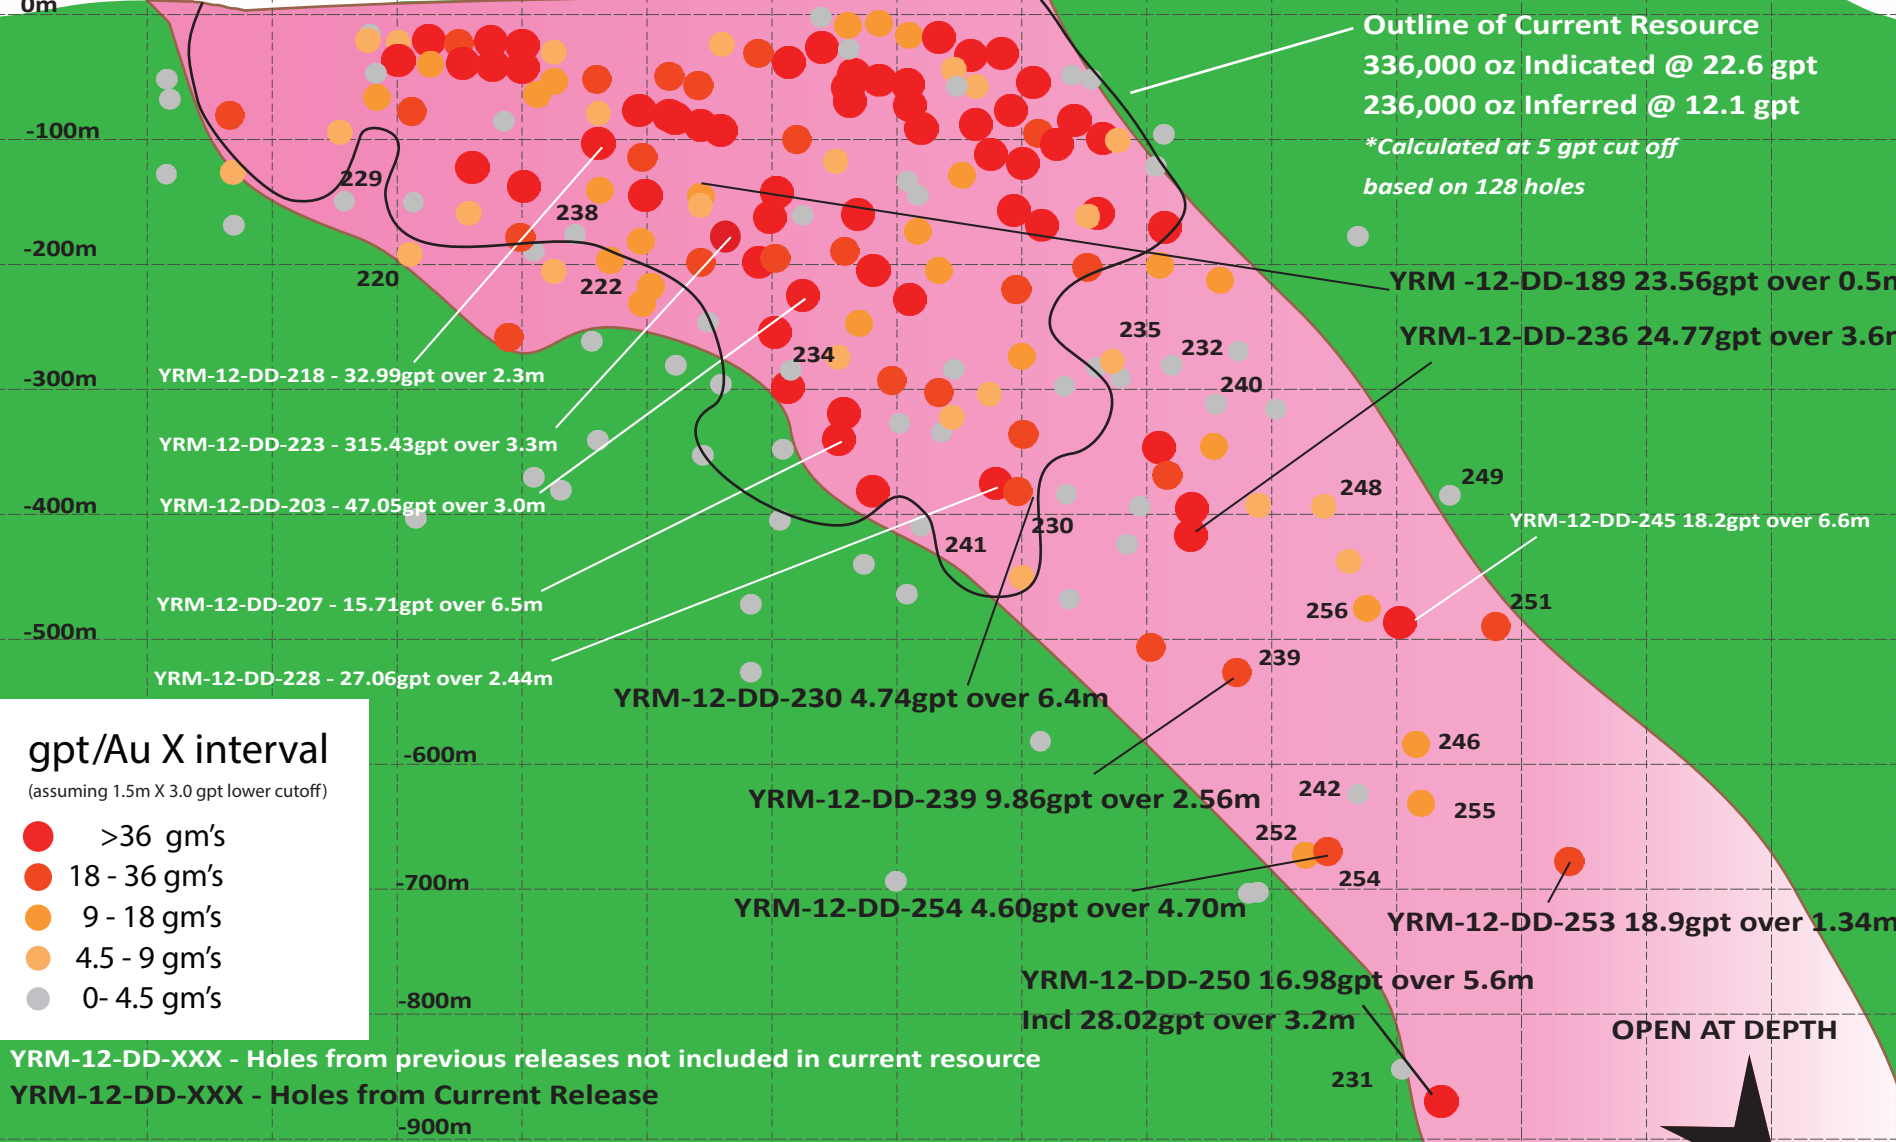 0m
Outline of Current Resource
336,000 oz Indicated @ 22.6 gpt
236,000 oz Inferred @ 12.1 gpt
*Calculated at 5 gpt cut off
based on 128 holes
-100m
229
238
-200m
220
222
YRM -12-DD-189 23.56gpt over 0.5m
235
232
YRM-12-DD-236 24.77gpt over 3.6m
234
240
-300m
YRM-12-DD-218 - 32.99gpt over 2.3m
YRM-12-DD-223 - 315.43gpt over 3.3m
248
249
-400m
YRM-12-DD-203 - 47.05gpt over 3.0m
230
YRM-12-DD-245 18.2gpt over 6.6m
241
YRM-12-DD-207 - 15.71gpt over 6.5m
256
251
-500m
239
YRM-12-DD-228 - 27.06gpt over 2.44m
YRM-12-DD-230 4.74gpt over 6.4m
246
-600m
242
YRM-12-DD-239 9.86gpt over 2.56m
255
252
254
-700m
YRM-12-DD-254 4.60gpt over 4.70m
YRM-12-DD-253 18.9gpt over 1.34m
YRM-12-DD-250 16.98gpt over 5.6m
Incl 28.02gpt over 3.2m
-800m
OPEN AT DEPTH
231
-900m
gpt/Au X interval
(assuming 1.5m X 3.0 gpt lower cutoff)
>36 gm's
18 - 36 gm's
9 - 18 gm's
4.5 - 9 gm's
0- 4.5 gm's
YRM-12-DD-XXX - Holes from previous releases not included in current resource
YRM-12-DD-XXX - Holes from Current Release